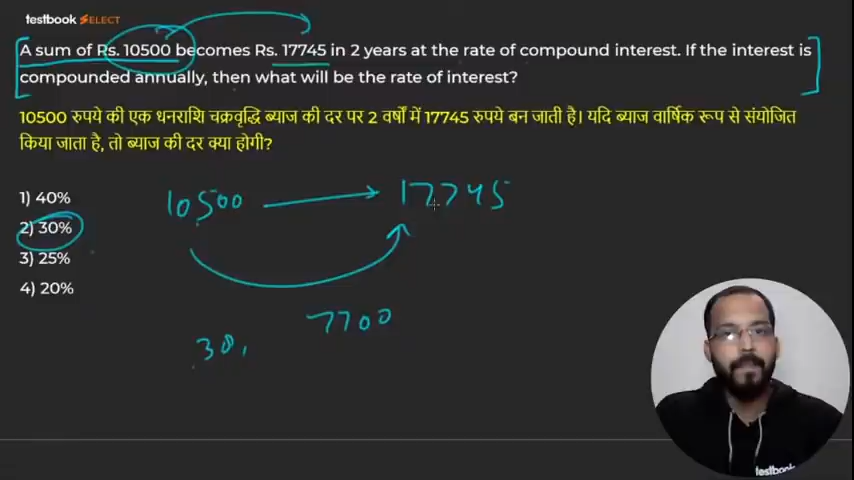 testbook SELECT
A sum of Rs. 10500 becomes Rs. 17745 in 2 years at the rate of compound interest. If the interest is
compounded annually, then what will be the rate of interest?
10500 रुपये की एक धनराशि चक्रवृद्धि ब्याज की दर पर 2 वर्षों में 17745 रुपये बन जाती है। यदि ब्याज वार्षिक रूप से संयोजित
किया जाता है, तो ब्याज की दर क्या होगी?
1) 40%
10500 17745
2) 30%
3) 25%
4) 20%
7700
30,
testbook